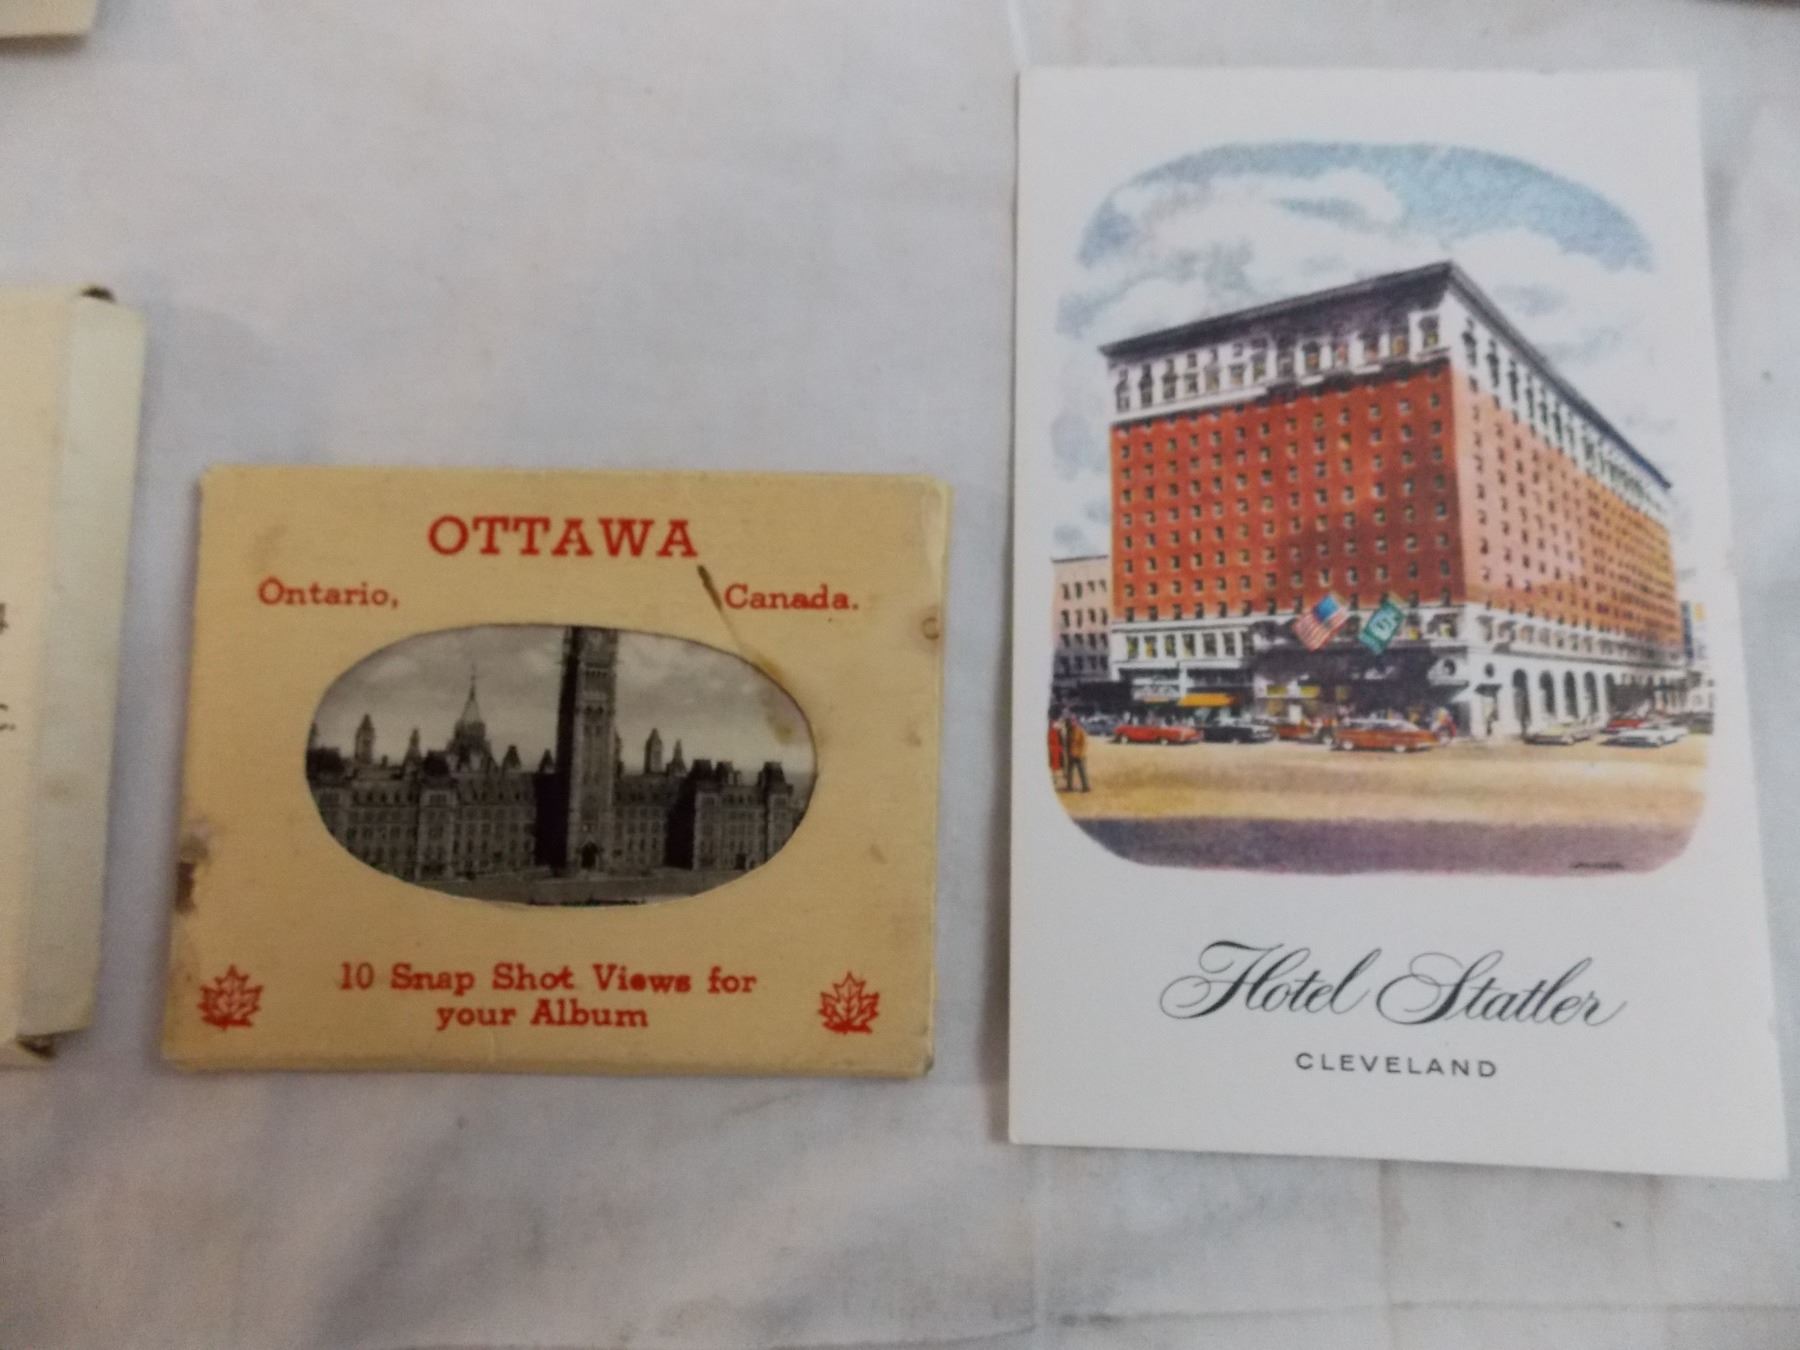 OTTAWA
Ontario, Canada.
10 Snap Shot Views for
your Album
Hotel Statler
CLEVELAND